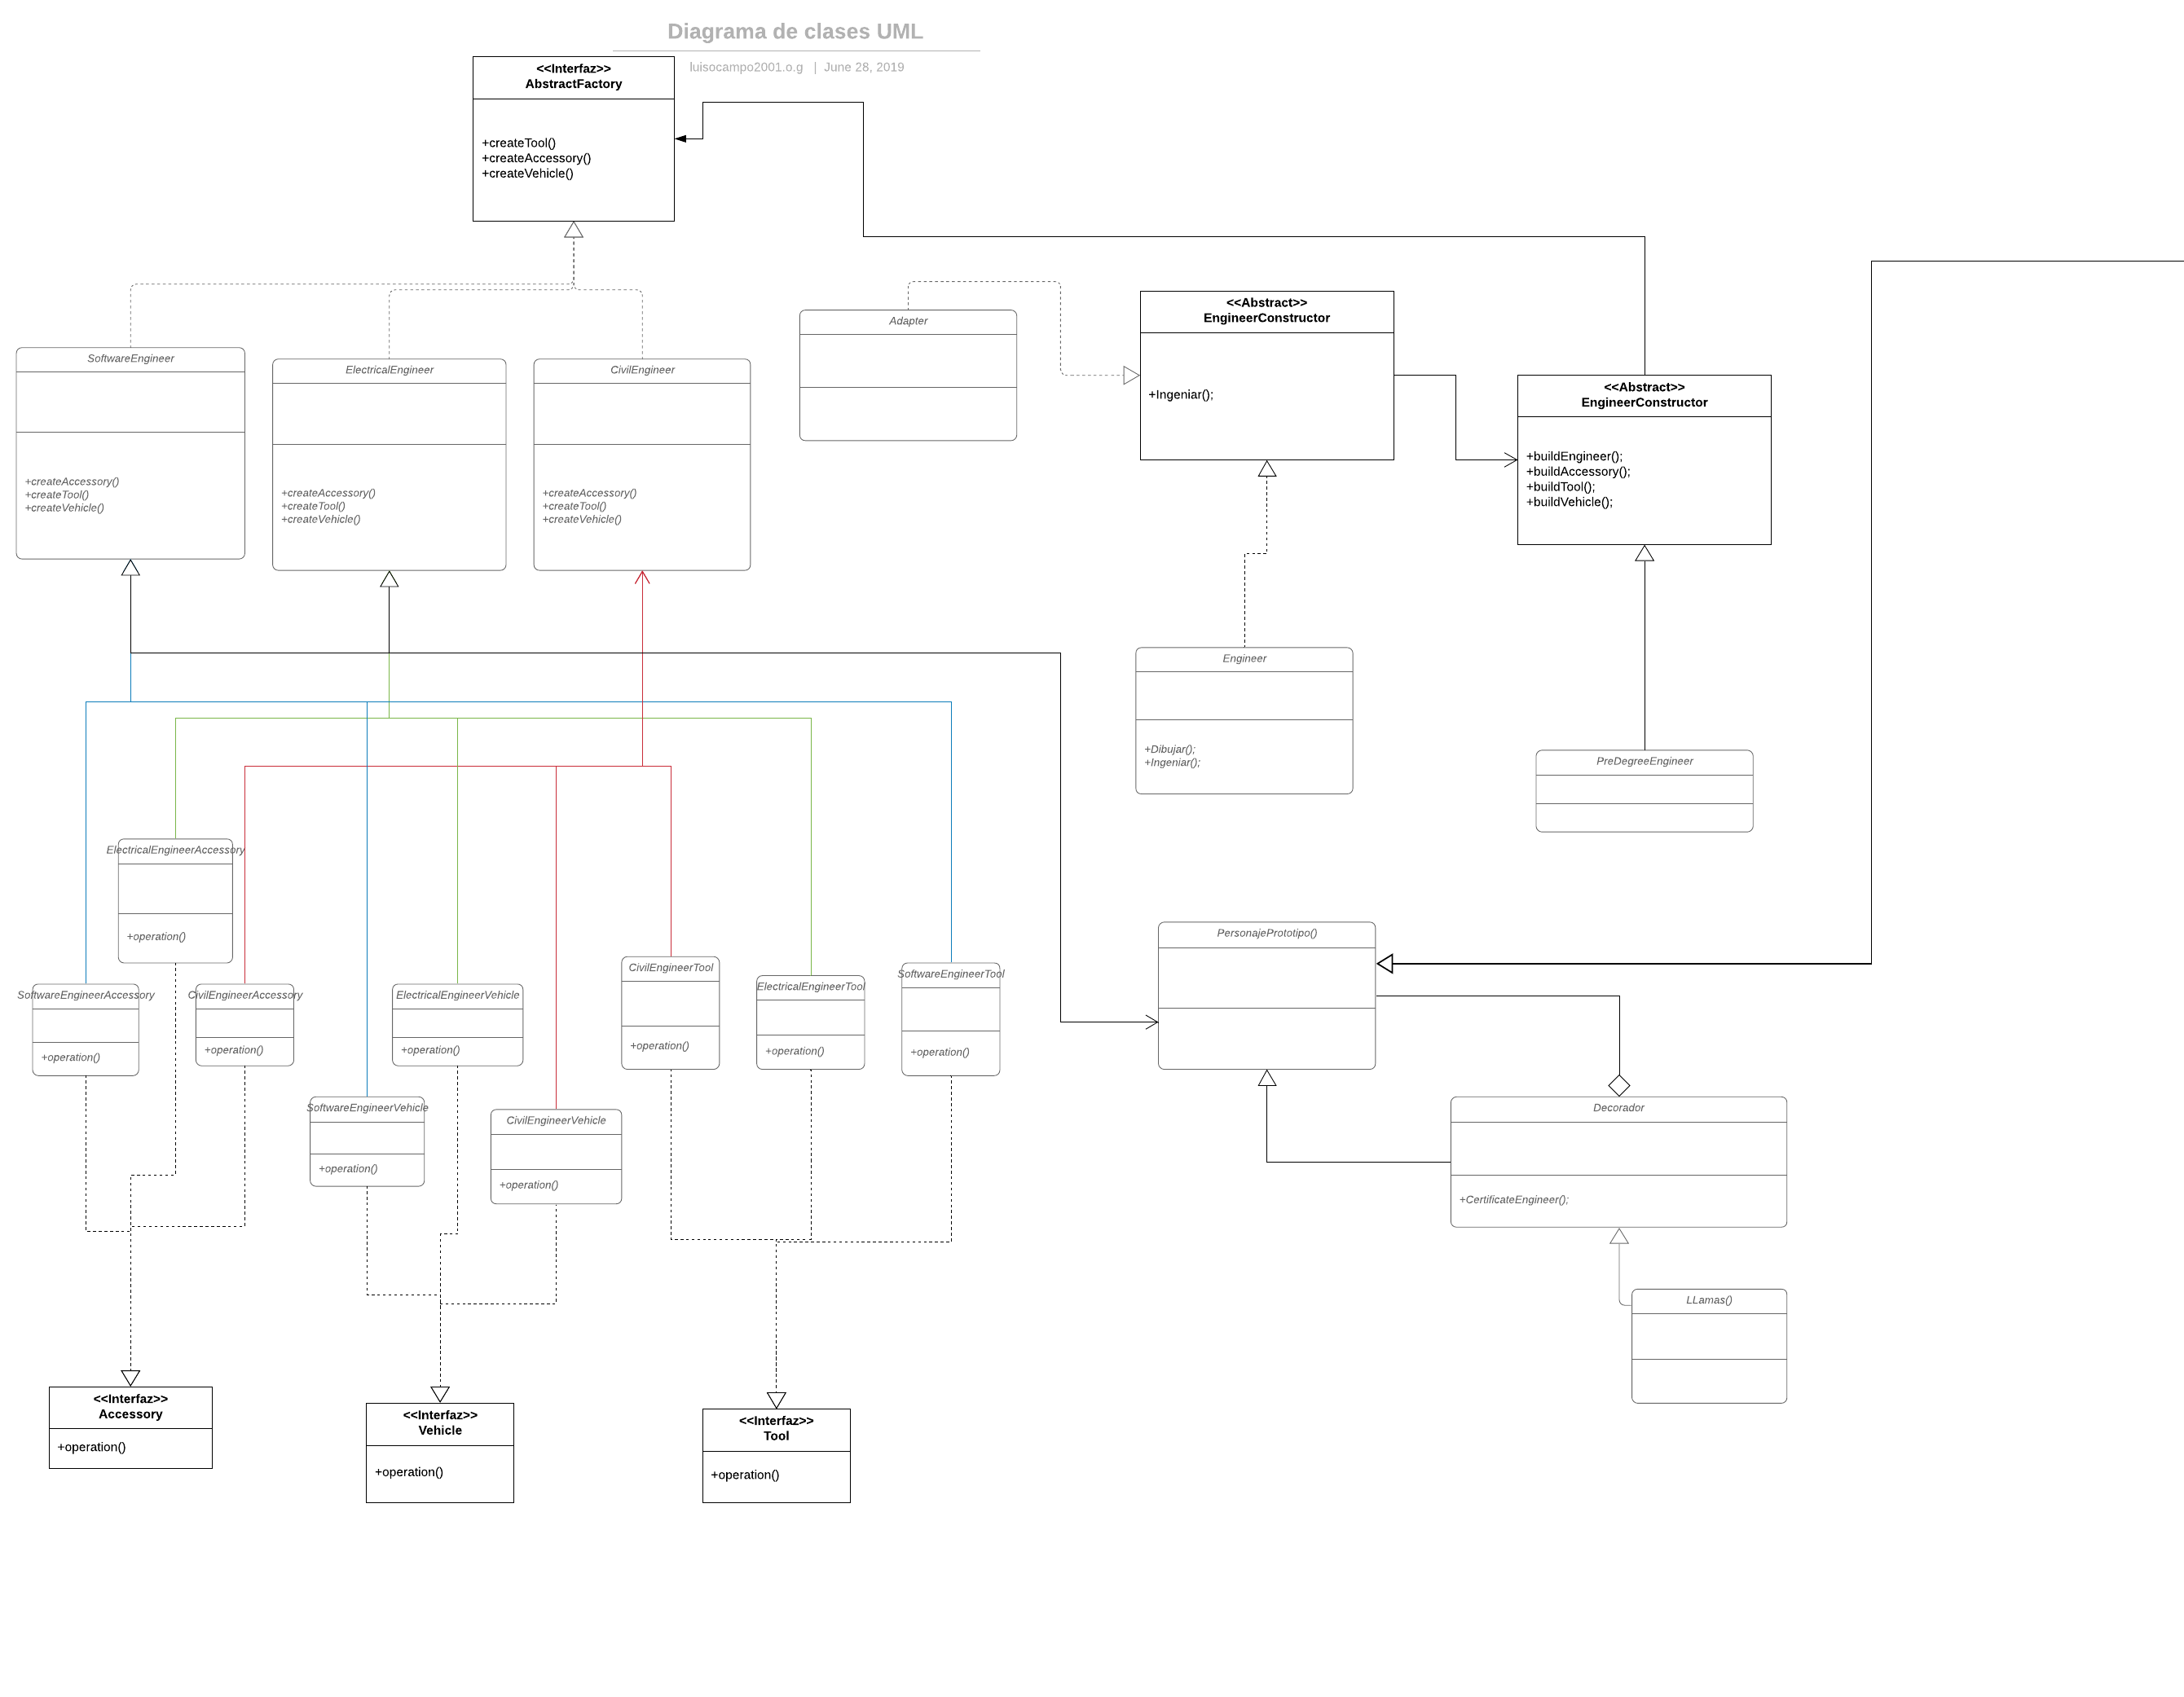 Diagrama de clases UML
luisocampo2001.o.g | June 28, 2019
<<Interfaz>>
AbstractFactory
+createTool()
+createAccessory()
+createVehicle()
SoftwareEngineer
+createAccessory()
+createTool()
+createVehicle()
ElectricalEngineer
+createAccessory()
+createTool()
+createVehicle()
CivilEngineer
+createAccessory()
+createTool()
+createVehicle()
Adapter
<<Abstract>>
EngineerConstructor
+Ingeniar();
<<Abstract>>
EngineerConstructor
+buildEngineer();
+buildAccessory();
+buildTool();
+buildVehicle();
Engineer
+Dibujar();
+Ingeniar();
PreDegreeEngineer
ElectricalEngineerAccessory
+operation()
SoftwareEngineerAccessory
+operation()
CivilEngineerAccessory
+operation()
ElectricalEngineerVehicle
+operation()
SoftwareEngineerVehicle
+operation()
CivilEngineerVehicle
+operation()
CivilEngineerTool
+operation()
ElectricalEngineerTool
+operation()
SoftwareEngineerTool
+operation()
PersonajePrototipo()
Decorador
+CertificateEngineer();
LLamas()
<<Interfaz>>
Accessory
+operation()
<<Interfaz>>
Vehicle
+operation()
<<Interfaz>>
Tool
+operation()